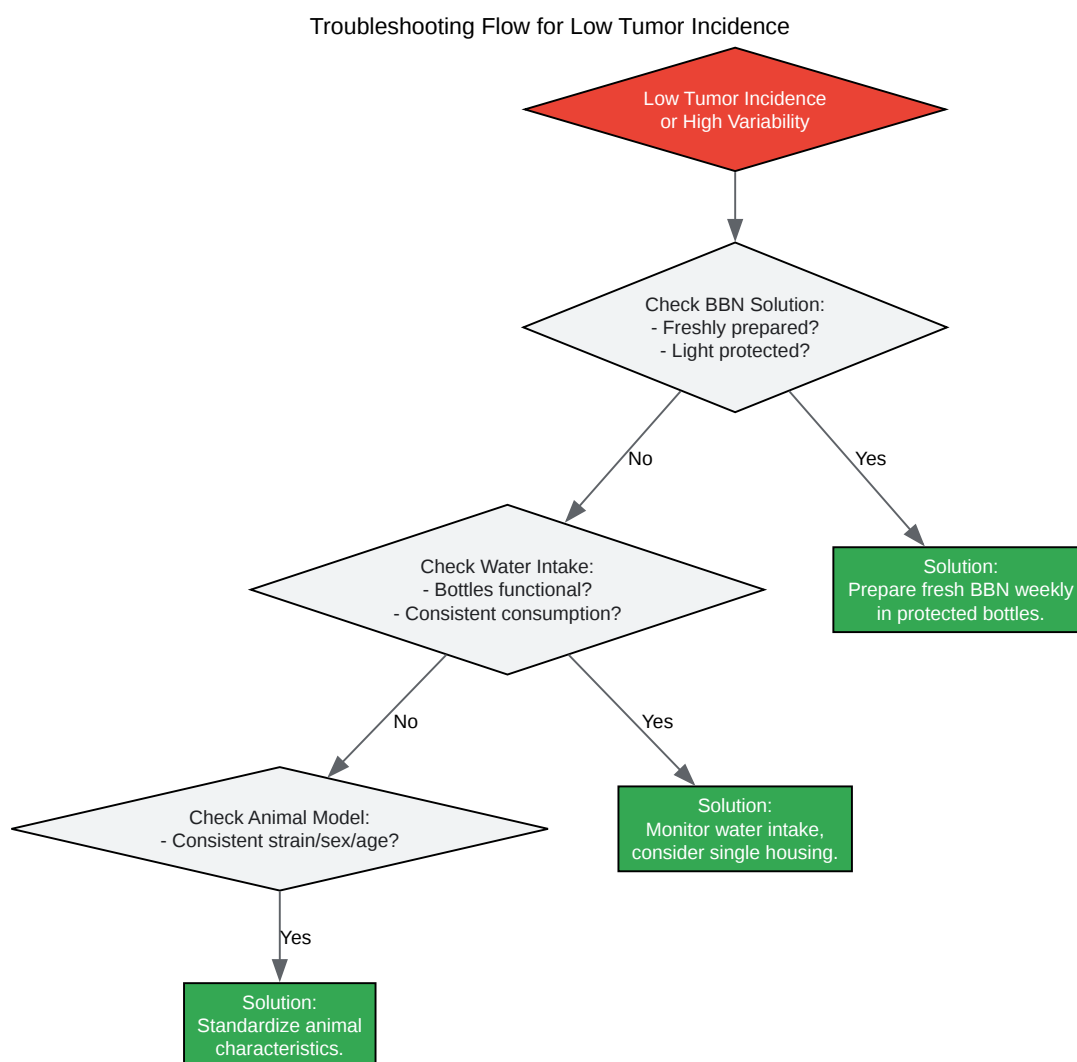 Troubleshooting Flow for Low Tumor Incidence
Low Tumor Incidence
or High Variability
Check BBN Solution:
- Freshly prepared?
- Light protected?
No
Yes
Check Water Intake:
- Bottles functional?
- Consistent consumption?
Solution:
Prepare fresh BBN weekly
in protected bottles.
No
Yes
Check Animal Model:
- Consistent strain/sex/age?
Solution:
Monitor water intake,
consider single housing.
Yes
Solution:
Standardize animal
characteristics.